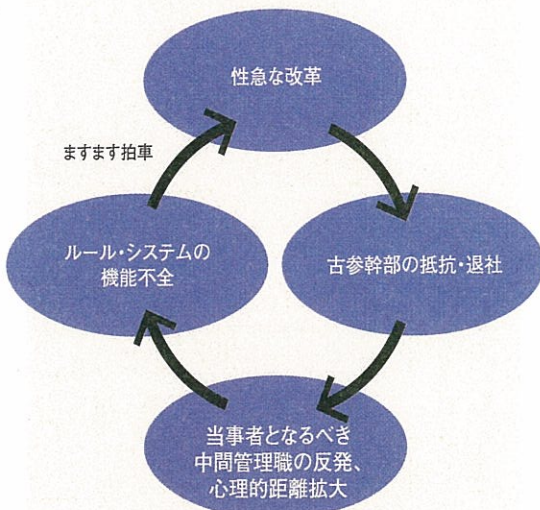 性急な改革
ますます拍車
ルール・システムの
機能不全
古参幹部の抵抗・退社
当事者となるべき
中間管理職の反発、
心理的距離拡大